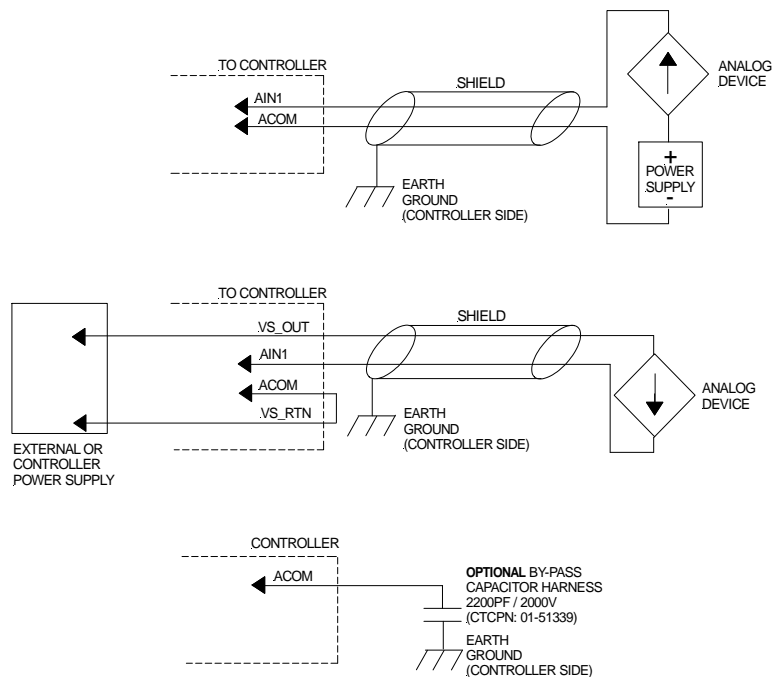 TO CONTROLLER
AIN1
ACOM
SHIELD
EARTH
GROUND
(CONTROLLER SIDE)
ANALOG
DEVICE
+
POWER
SUPPLY
-
TO CONTROLLER
VS_OUT
AIN1
ACOM
VS_RTN
SHIELD
EARTH
GROUND
(CONTROLLER SIDE)
ANALOG
DEVICE
EXTERNAL OR
CONTROLLER
POWER SUPPLY
CONTROLLER
ACOM
OPTIONAL BY-PASS
CAPACITOR HARNESS
2200PF / 2000V
(CTCPN: 01-51339)
EARTH
GROUND
(CONTROLLER SIDE)